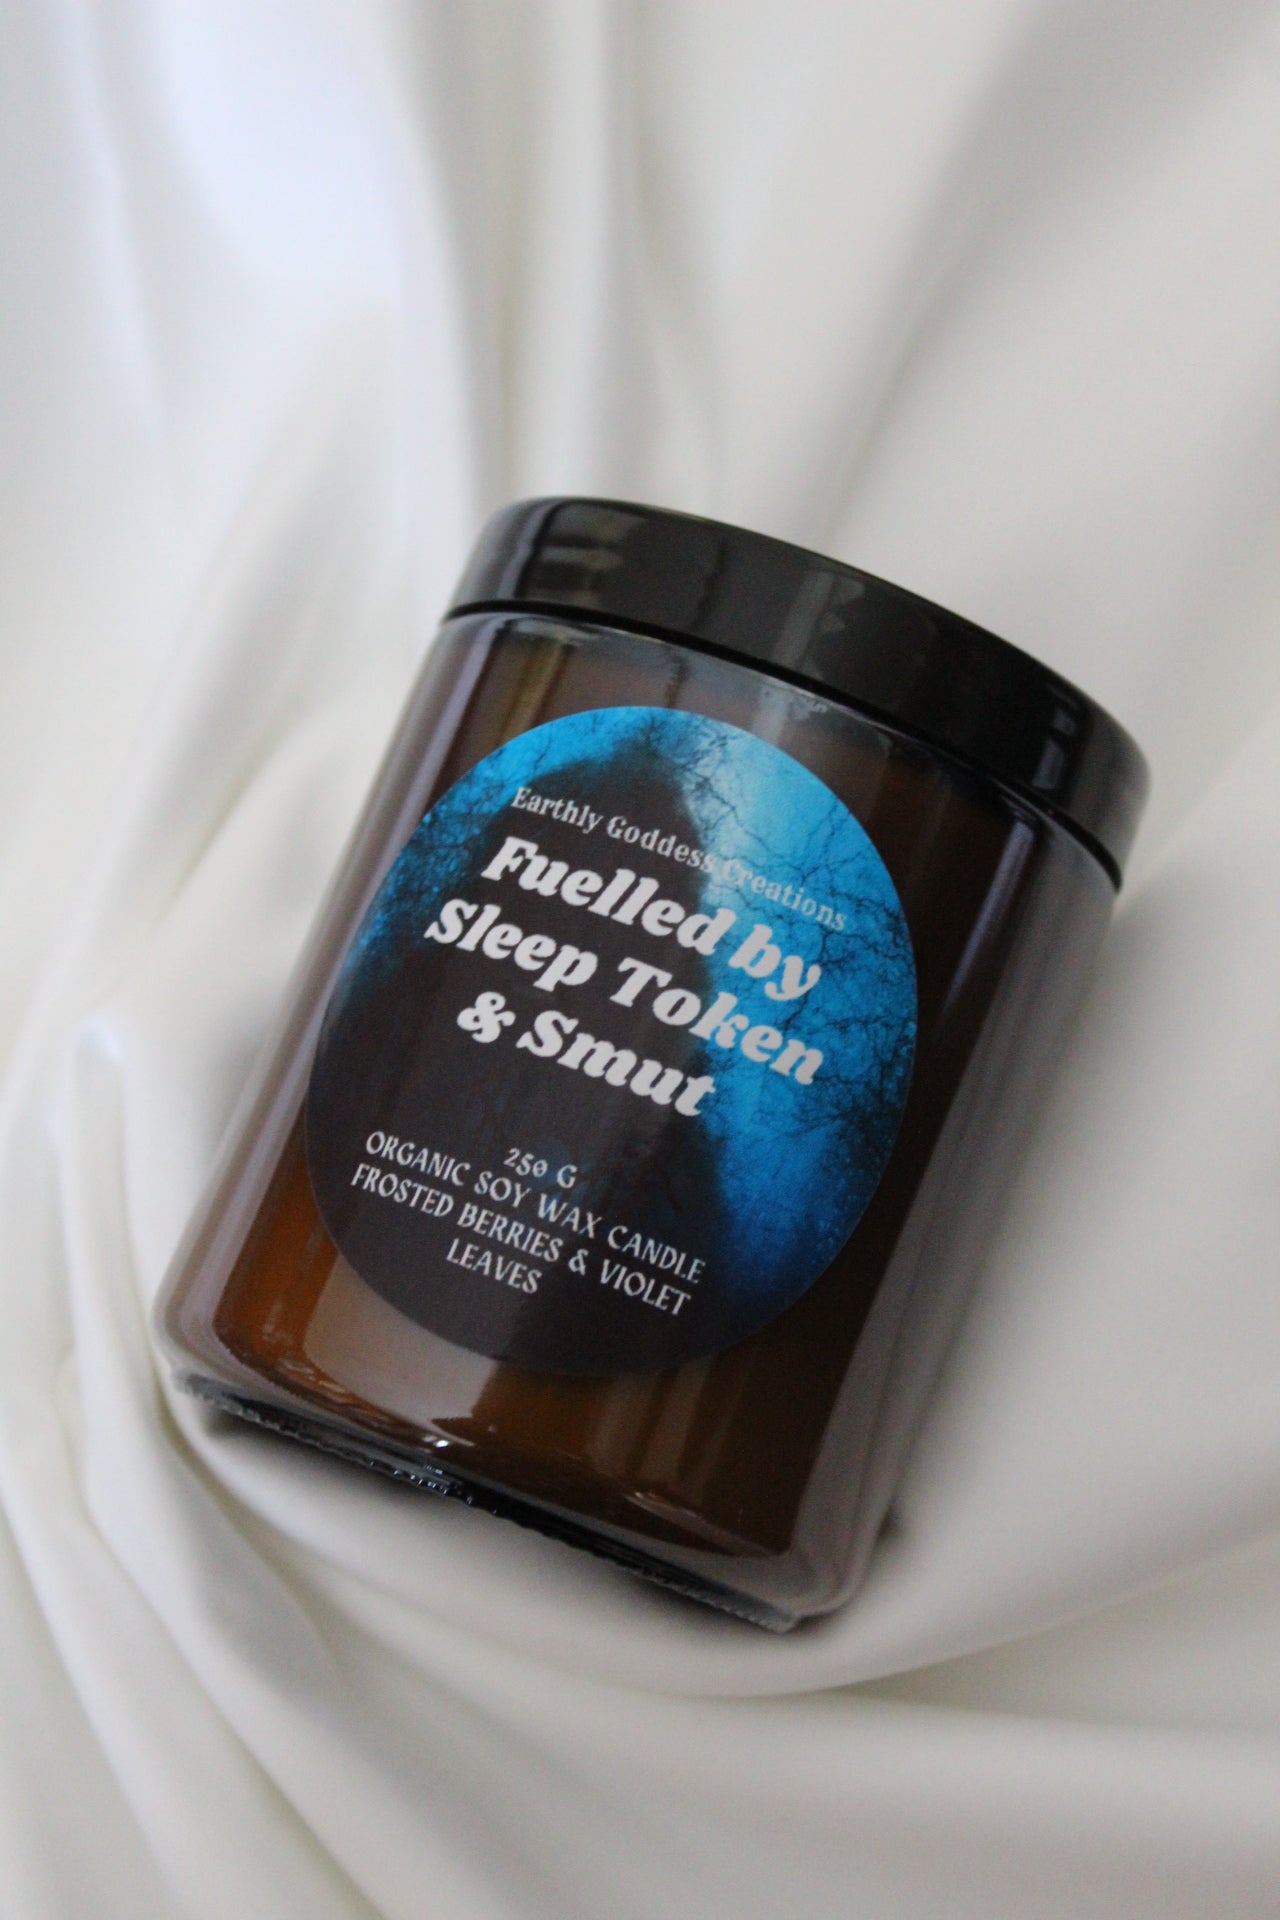 Earthly Goddess Creations
Fuelled by
Sleep Token
& Smut
250 G
ORGANIC SOY WAX CANDLE
FROSTED BERRIES & VIOLET
LEAVES